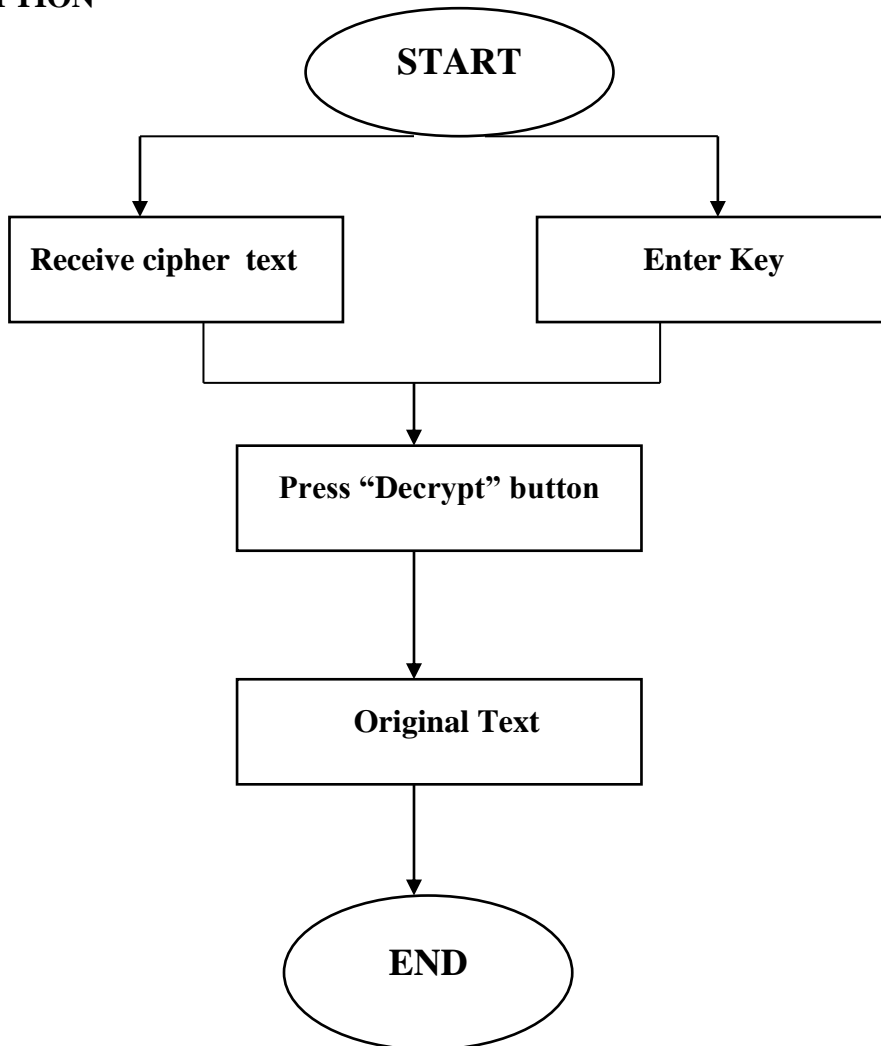 START
Receive cipher text
Enter Key
Press “Decrypt” button
Original Text
END